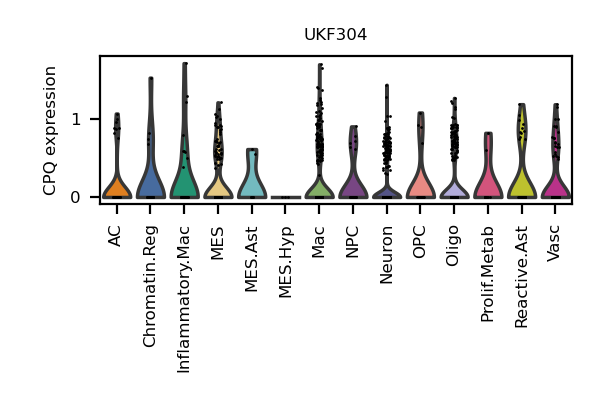 UKF304
CPQ expression
1
0
AC
Chromatin.Reg
Inflammatory.Mac
MES
MES.Ast
MES.Hyp
Mac
NPC
Neuron
OPC
Oligo
Prolif.Metab
Reactive.Ast
Vasc